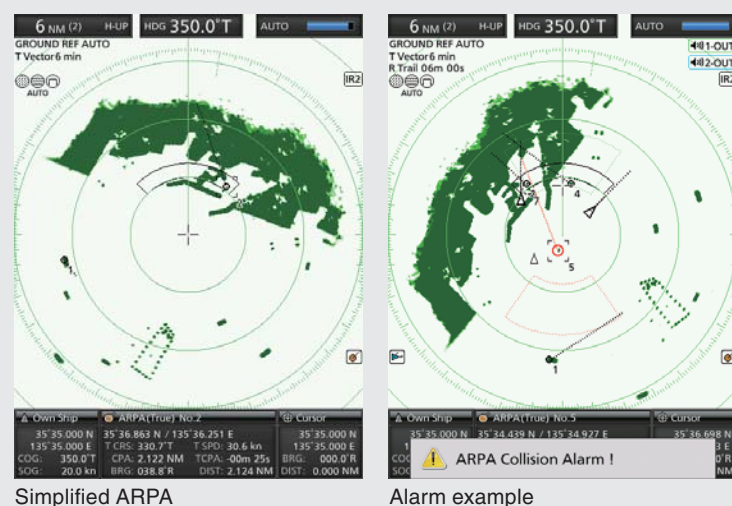 6 NM (2) H-UP HDG 350.0°T AUTO
GROUND REF AUTO
T Vector 6 min
AUTO
IR2
2
1
Own Ship ARPA(True) No.2 Cursor
35°35.000 N 35°36.863 N / 135°36.251 E 35°35.000 N
135°35.000 E T CRS: 330.7°T T SPD: 30.6 kn 135°35.000 E
COG: 350.0°T CPA: 2.122 NM TCPA: -00m 25s BRG: 000.0°R
SOG: 20.0 kn BRG: 038.8°R DIST: 2.124 NM DIST: 0.000 NM
Simplified ARPA
6 NM (2) H-UP HDG 350.0°T AUTO
GROUND REF AUTO
T Vector 6 min
R Trail 06m 00s
AUTO
1-OUT
2-OUT
IR2
7
4
5
1
Own Ship ARPA(True) No.5 Cursor
35°35.000 N 35°34.439 N / 135°34.927 E 36°36.698 N
ARPA Collision Alarm !
Alarm example